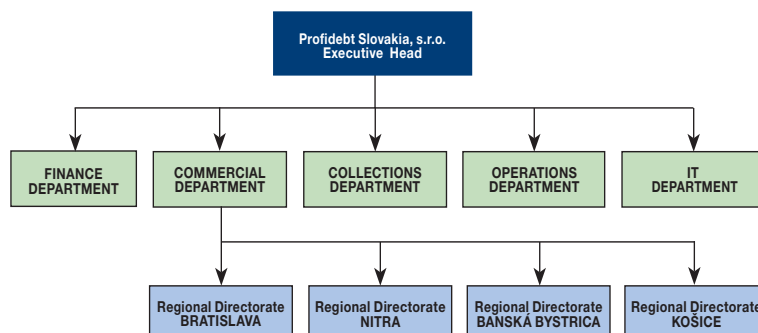 Profidebt Slovakia, s.r.o.
Executive Head
FINANCE
DEPARTMENT
COMMERCIAL
DEPARTMENT
COLLECTIONS
DEPARTMENT
OPERATIONS
DEPARTMENT
IT
DEPARTMENT
Regional Directorate
BRATISLAVA
Regional Directorate
NITRA
Regional Directorate
BANSKÁ BYSTRICA
Regional Directorate
KOŠICE